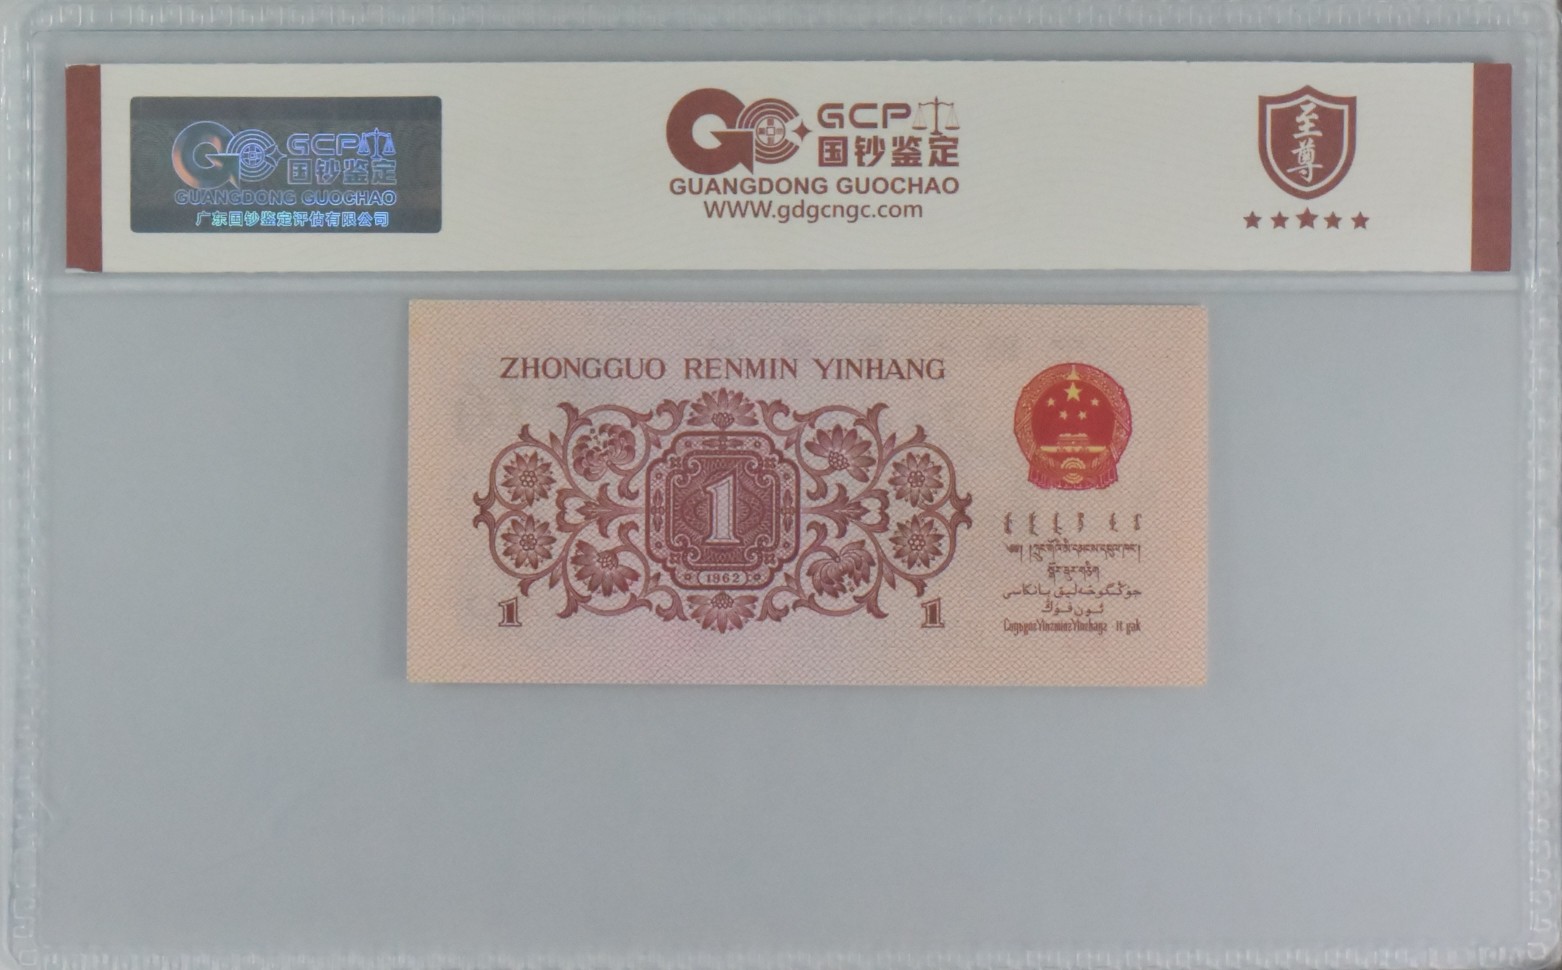 GCP
国钞鉴定
GUANGDONG GUOCHAO
广东国钞鉴定评估有限公司
GCP
国钞鉴定
GUANGDONG GUOCHAO
WWW.gdgcngc.com
至尊
ZHONGGUO RENMIN YINHANG
1
1962
1
1
جۇڭگوخەلىق بانكاسى